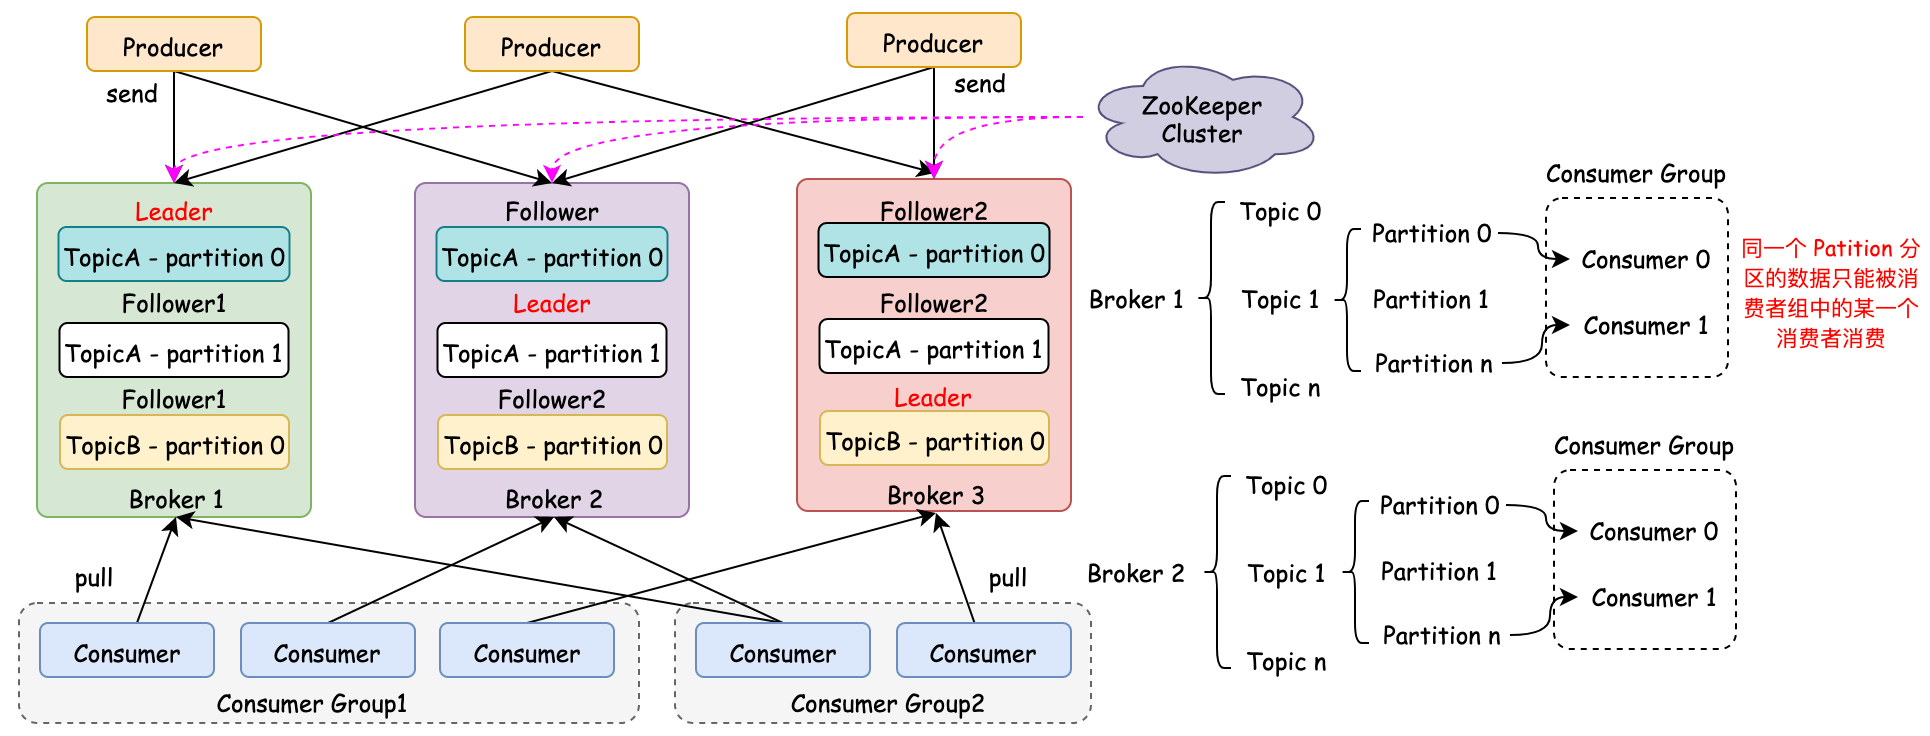 Producer
Producer
Producer
send
send
ZooKeeper
Cluster
Leader
TopicA - partition 0
Follower1
TopicA - partition 1
Follower1
TopicB - partition 0
Broker 1
Follower
TopicA - partition 0
Leader
TopicA - partition 1
Follower2
TopicB - partition 0
Broker 2
Follower2
TopicA - partition 0
Follower2
TopicA - partition 1
Leader
TopicB - partition 0
Broker 3
pull
pull
Consumer
Consumer
Consumer
Consumer Group1
Consumer
Consumer
Consumer Group2
Broker 1
Topic 0
Topic 1
Topic n
Partition 0
Partition 1
Partition n
Consumer Group
Consumer 0
Consumer 1
同一个 Patition 分
区的数据只能被消
费者组中的某一个
消费者消费
Broker 2
Topic 0
Topic 1
Topic n
Partition 0
Partition 1
Partition n
Consumer Group
Consumer 0
Consumer 1